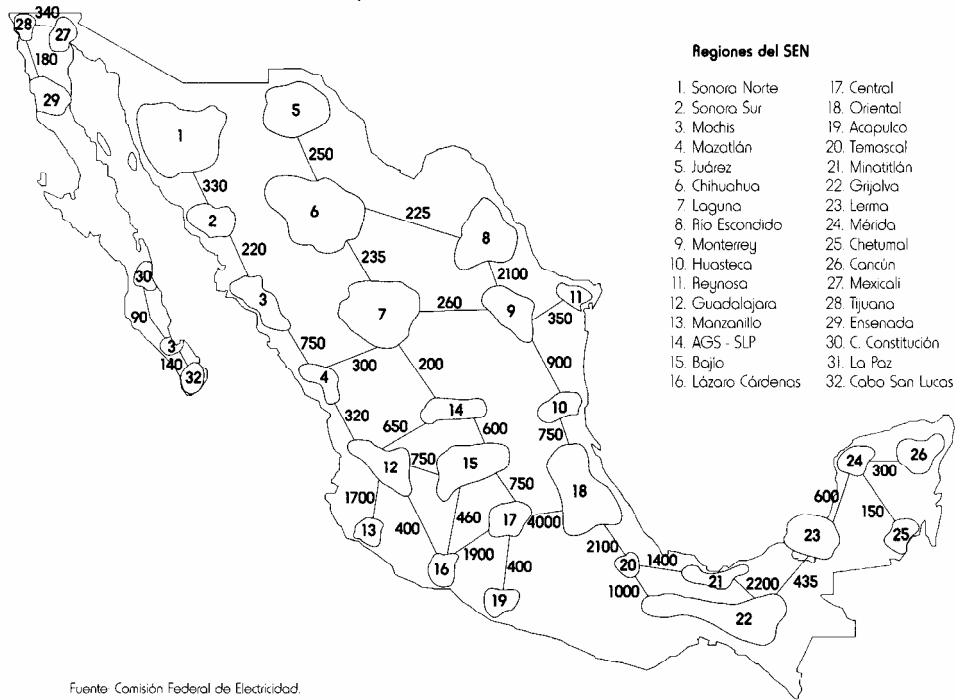 340
28
27
180
29
Regiones del SEN
1. Sonora Norte
2. Sonora Sur
3. Mochis
4. Mazatlán
5. Juárez
6. Chihuahua
7. Laguna
8. Río Escondido
9. Monterrey
10. Huasteca
11. Reynosa
12. Guadalajara
13. Manzanillo
14. AGS - SLP
15. Bajío
16. Lázaro Cárdenas
17. Central
18. Oriental
19. Acapulco
20. Temascal
21. Minatitlán
22. Grijalva
23. Lerma
24. Mérida
25. Chetumal
26. Cancún
27. Mexicali
28. Tijuana
29. Ensenada
30. C. Constitución
31. La Paz
32. Cabo San Lucas
5
1
250
330
6
225
2
8
220
235
2100
30
3
7
260
9
11
90
350
3
750
300
200
900
140
32
4
14
10
320
650
600
750
12
750
15
24
26
300
1700
750
18
600
150
13
400
460
17
4000
23
25
2100
1400
16
1900
400
20
21
2200
435
1000
19
22
Fuente: Comisión Federal de Electricidad.